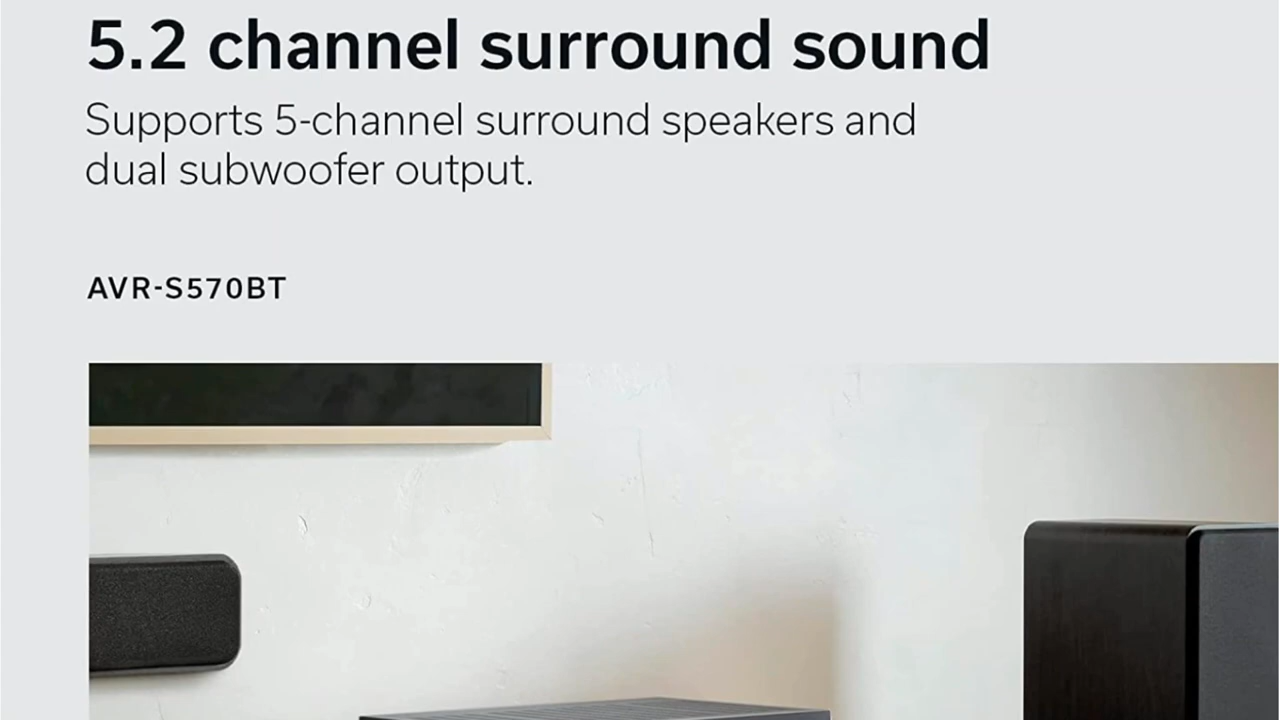 5.2 channel surround sound
Supports 5-channel surround speakers and
dual subwoofer output.
AVR-S570BT